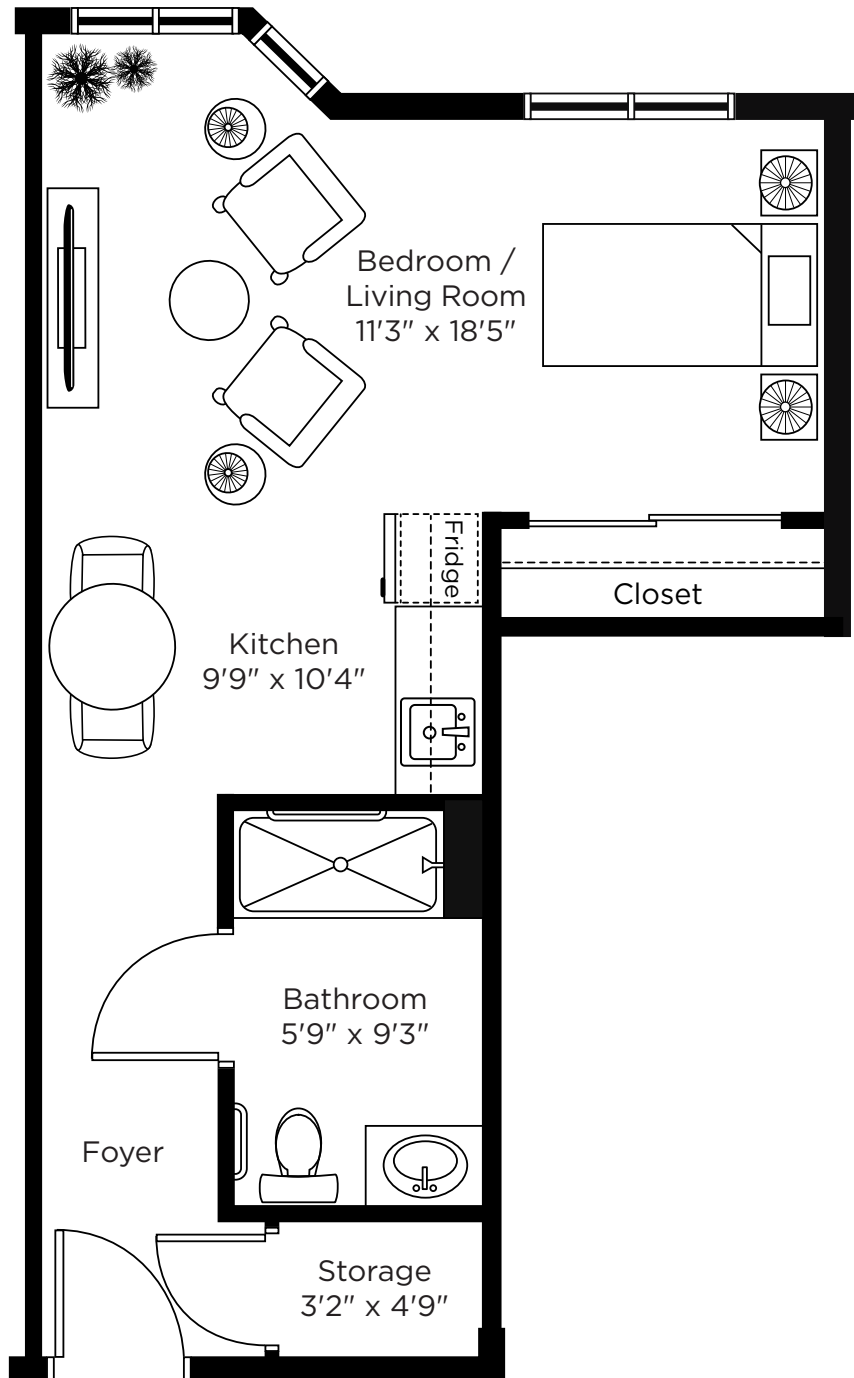 Bedroom /
Living Room
11'3" x 18'5"
Fridge
Closet
Kitchen
9'9" x 10'4"
Bathroom
5'9" x 9'3"
Foyer
Storage
3'2" x 4'9"